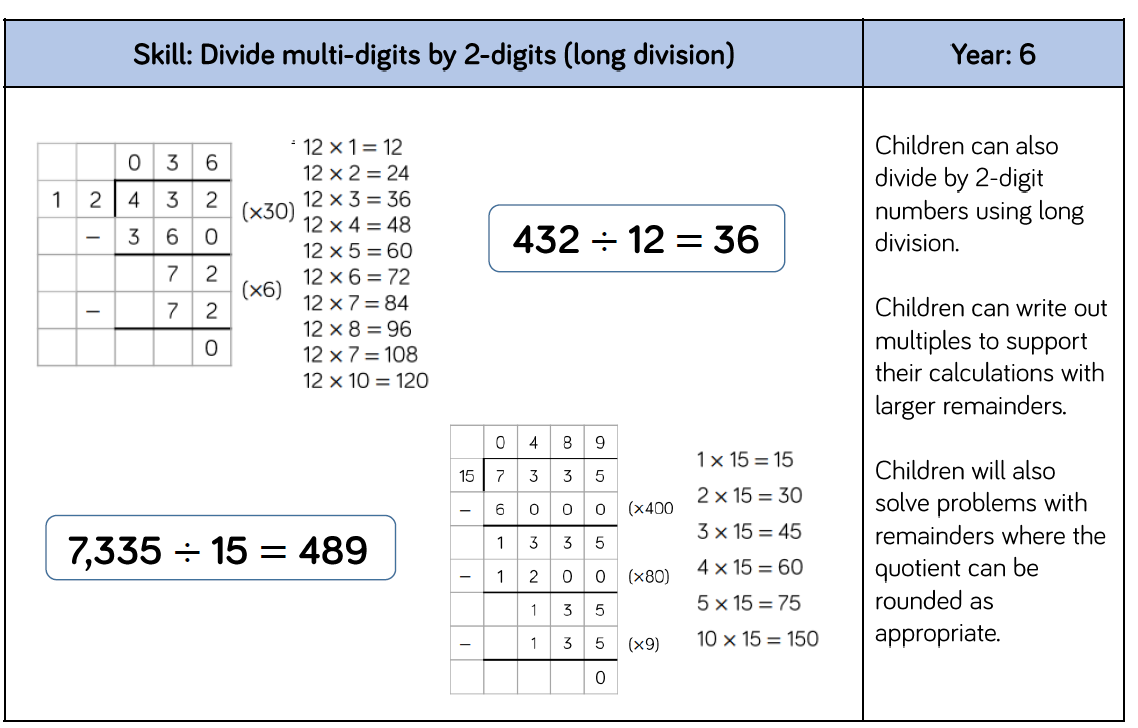 Skill: Divide multi-digits by 2-digits (long division)
Year: 6
0 3 6
1 2 4 3 2
(×30)
− 3 6 0
7 2
(×6)
− 7 2
0
12 × 1 = 12
12 × 2 = 24
12 × 3 = 36
12 × 4 = 48
12 × 5 = 60
12 × 6 = 72
12 × 7 = 84
12 × 8 = 96
12 × 7 = 108
12 × 10 = 120
432 ÷ 12 = 36
7,335 ÷ 15 = 489
0 4 8 9
15 7 3 3 5
− 6 0 0 0 (×400
1 3 3 5
− 1 2 0 0 (×80)
1 3 5
− 1 3 5 (×9)
0
1 × 15 = 15
2 × 15 = 30
3 × 15 = 45
4 × 15 = 60
5 × 15 = 75
10 × 15 = 150
Children can also
divide by 2-digit
numbers using long
division.
Children can write out
multiples to support
their calculations with
larger remainders.
Children will also
solve problems with
remainders where the
quotient can be
rounded as
appropriate.